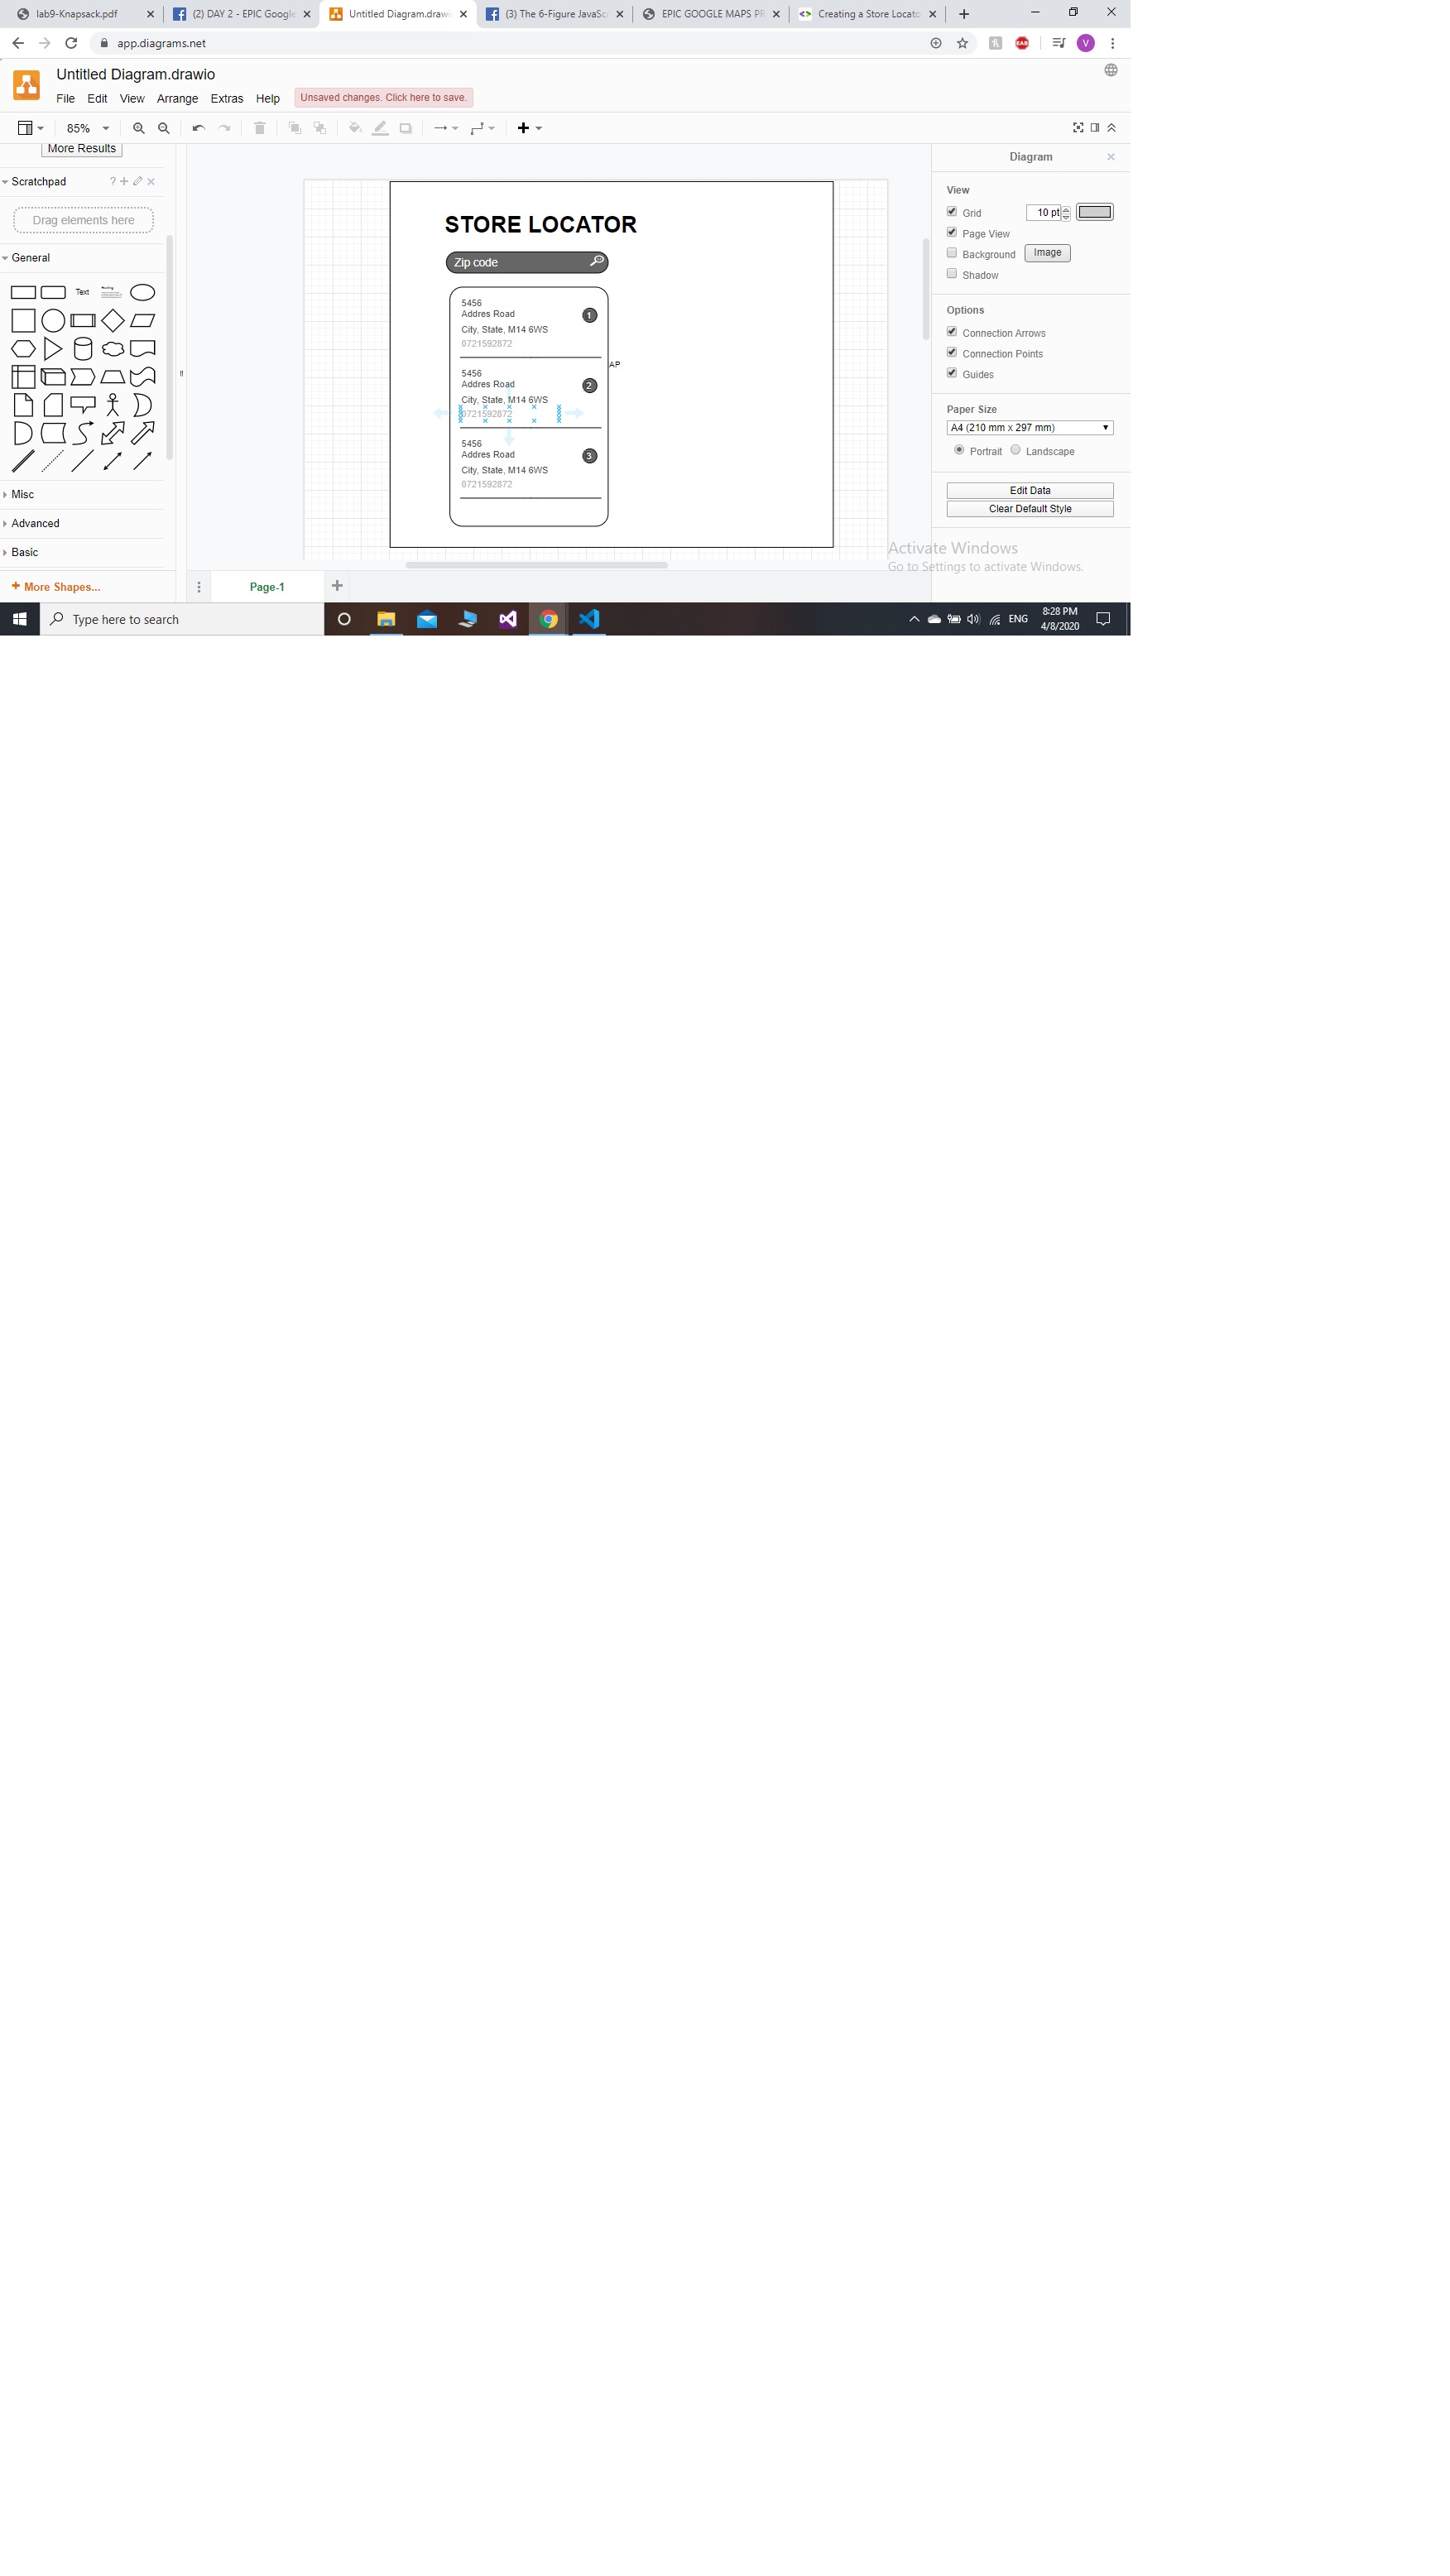 lab9-Knapsack.pdf
(2) DAY 2 - EPIC Google
Untitled Diagram.drawi
(3) The 6-Figure JavaSc
EPIC GOOGLE MAPS PR
Creating a Store Locato
app.diagrams.net
V
Untitled Diagram.drawio
File Edit View Arrange Extras Help
Unsaved changes. Click here to save.
85%
More Results
Scratchpad
?
Drag elements here
General
Text
Misc
Advanced
Basic
+ More Shapes...
STORE LOCATOR
Zip code
5456
Addres Road
City, State, M14 6WS
0721592872
1
AP
5456
Addres Road
City, State, M14 6WS
0721592872
2
5456
Addres Road
City, State, M14 6WS
0721592872
3
Page-1
Diagram
View
Grid
10 pt
Page View
Background
Image
Shadow
Options
Connection Arrows
Connection Points
Guides
Paper Size
A4 (210 mm x 297 mm)
Portrait
Landscape
Edit Data
Clear Default Style
Activate Windows
Go to Settings to activate Windows.
Type here to search
ENG
8:28 PM
4/8/2020